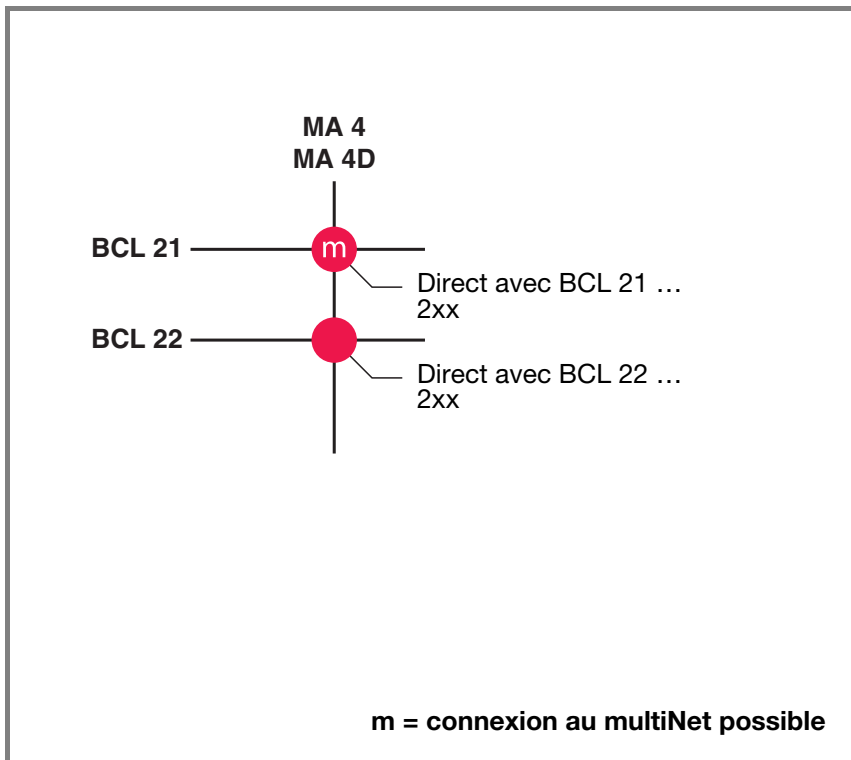 MA 4
MA 4D
BCL 21
m
Direct avec BCL 21 …
2xx
BCL 22
Direct avec BCL 22 …
2xx
m = connexion au multiNet possible